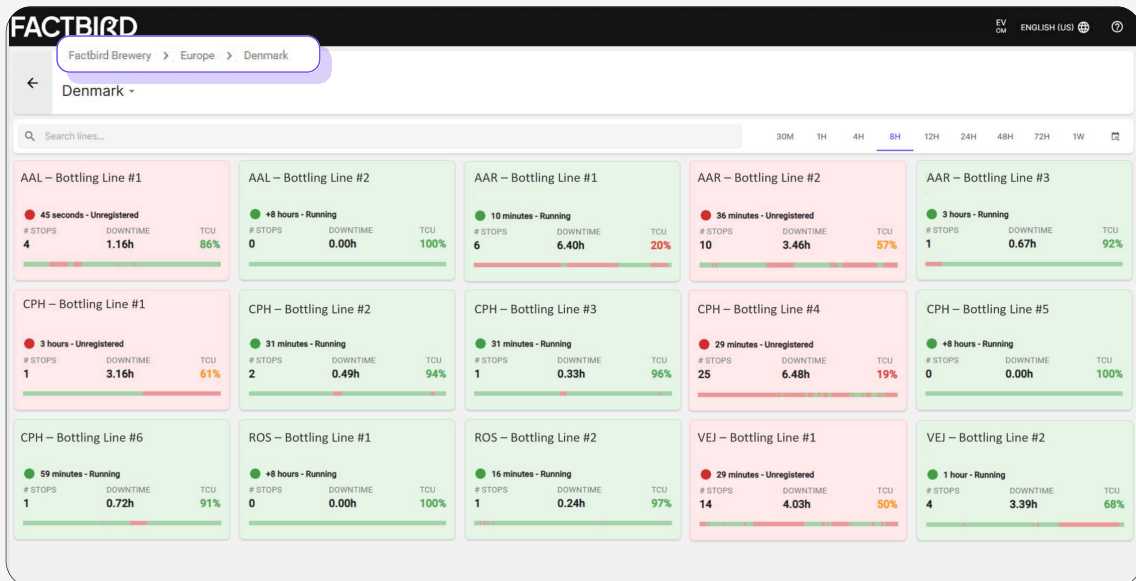 FACTBIRD
EV
OM
ENGLISH (US)
Factbird Brewery > Europe > Denmark
Denmark
Search lines...
30M 1H 4H 8H 12H 24H 48H 72H 1W
AAL – Bottling Line #1
45 seconds - Unregistered
# STOPS DOWNTIME TCU
4 1.16h 86%
AAL – Bottling Line #2
+8 hours - Running
# STOPS DOWNTIME TCU
0 0.00h 100%
AAR – Bottling Line #1
10 minutes - Running
# STOPS DOWNTIME TCU
6 6.40h 20%
AAR – Bottling Line #2
36 minutes - Unregistered
# STOPS DOWNTIME TCU
10 3.46h 57%
AAR – Bottling Line #3
3 hours - Running
# STOPS DOWNTIME TCU
1 0.67h 92%
CPH – Bottling Line #1
3 hours - Unregistered
# STOPS DOWNTIME TCU
1 3.16h 61%
CPH – Bottling Line #2
31 minutes - Running
# STOPS DOWNTIME TCU
2 0.49h 94%
CPH – Bottling Line #3
31 minutes - Running
# STOPS DOWNTIME TCU
1 0.33h 96%
CPH – Bottling Line #4
29 minutes - Unregistered
# STOPS DOWNTIME TCU
25 6.48h 19%
CPH – Bottling Line #5
+8 hours - Running
# STOPS DOWNTIME TCU
0 0.00h 100%
CPH – Bottling Line #6
59 minutes - Running
# STOPS DOWNTIME TCU
1 0.72h 91%
ROS – Bottling Line #1
+8 hours - Running
# STOPS DOWNTIME TCU
0 0.00h 100%
ROS – Bottling Line #2
16 minutes - Running
# STOPS DOWNTIME TCU
1 0.24h 97%
VEJ – Bottling Line #1
29 minutes - Unregistered
# STOPS DOWNTIME TCU
14 4.03h 50%
VEJ – Bottling Line #2
1 hour - Running
# STOPS DOWNTIME TCU
4 3.39h 68%